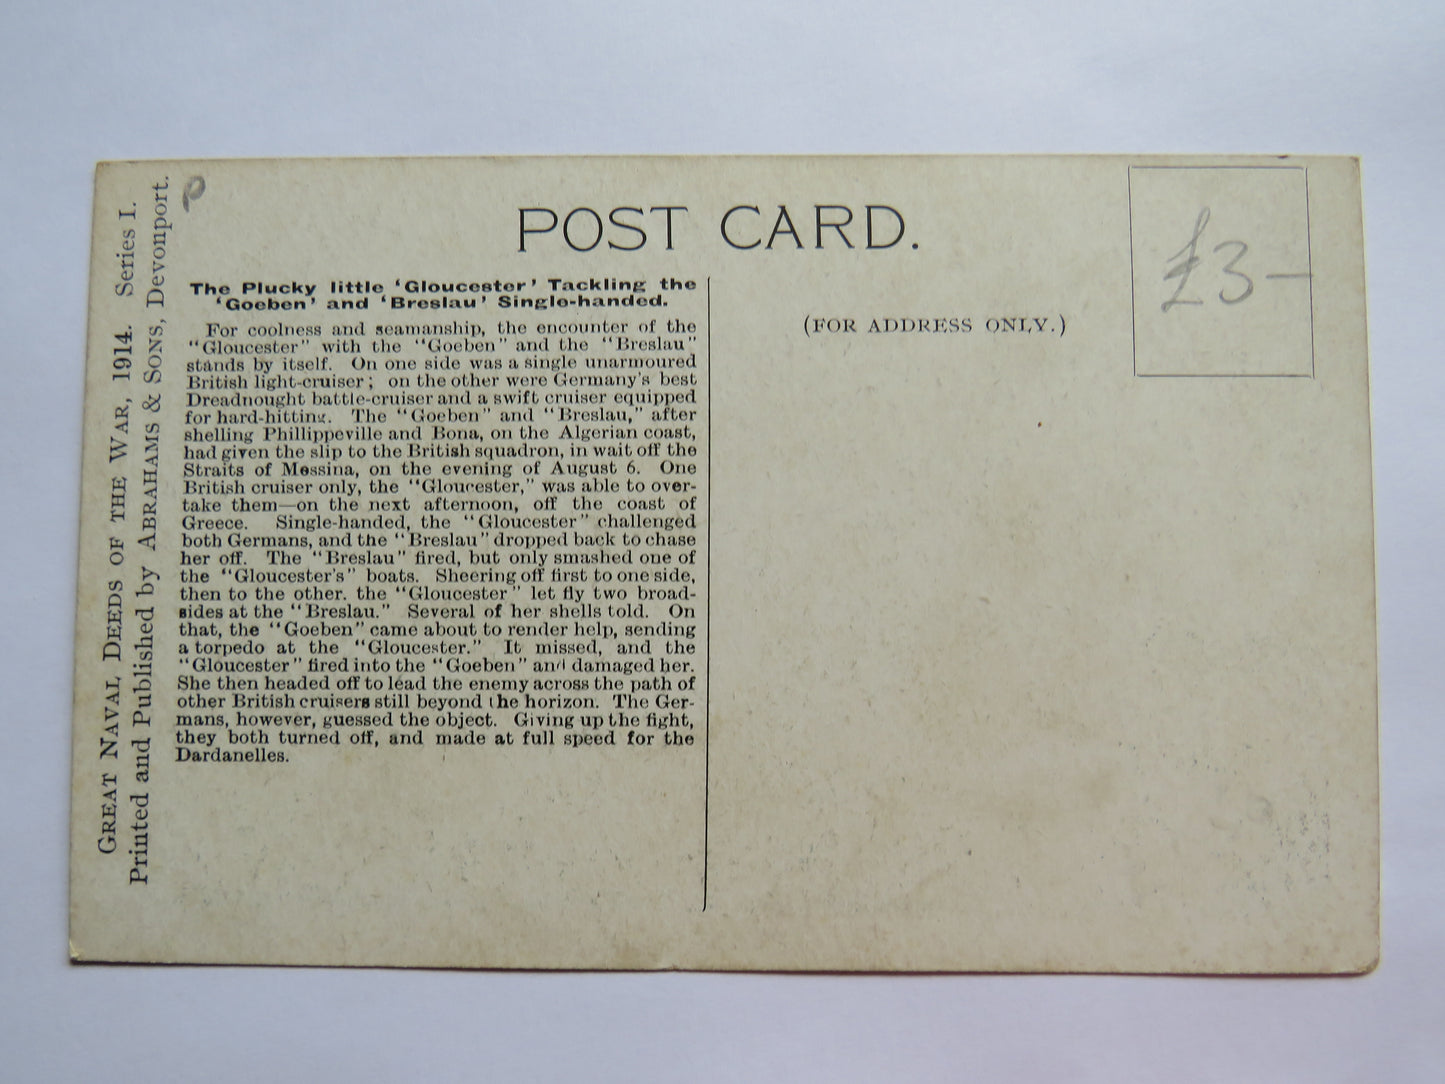 GREAT NAVAL DEEDS OF THE WAR, 1914. Series I.
Printed and Published by ABRAHAMS & SONS, Devonport.
P
POST CARD.
£3-
The Plucky little 'Gloucester' Tackling the
'Goeben' and 'Breslau' Single-handed.
For coolness and seamanship, the encounter of the
"Gloucester" with the "Goeben" and the "Breslau"
stands by itself. On one side was a single unarmoured
British light-cruiser; on the other were Germany's best
Dreadnought battle-cruiser and a swift cruiser equipped
for hard-hitting. The "Goeben" and "Breslau," after
shelling Phillippeville and Bona, on the Algerian coast,
had given the slip to the British squadron, in wait off the
Straits of Messina, on the evening of August 6. One
British cruiser only, the "Gloucester," was able to over-
take them—on the next afternoon, off the coast of
Greece. Single-handed, the "Gloucester" challenged
both Germans, and the "Breslau" dropped back to chase
her off. The "Breslau" fired, but only smashed one of
the "Gloucester's" boats. Sheering off first to one side,
then to the other. the "Gloucester" let fly two broad-
sides at the "Breslau." Several of her shells told. On
that, the "Goeben" came about to render help, sending
a torpedo at the "Gloucester." It missed, and the
"Gloucester" fired into the "Goeben" and damaged her.
She then headed off to lead the enemy across the path of
other British cruisers still beyond the horizon. The Ger-
mans, however, guessed the object. Giving up the fight,
they both turned off, and made at full speed for the
Dardanelles.
(FOR ADDRESS ONLY.)